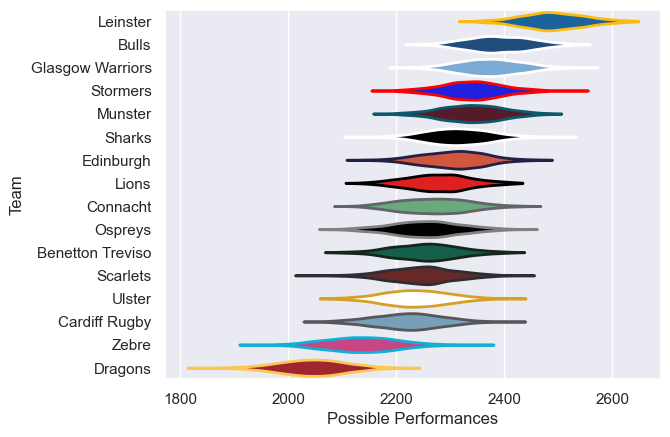 Leinster
Bulls
Glasgow Warriors
Stormers
Munster
Sharks
Edinburgh
Lions
Connacht
Ospreys
Benetton Treviso
Scarlets
Ulster
Cardiff Rugby
Zebre
Dragons
Team
1800 2000 2200 2400 2600
Possible Performances